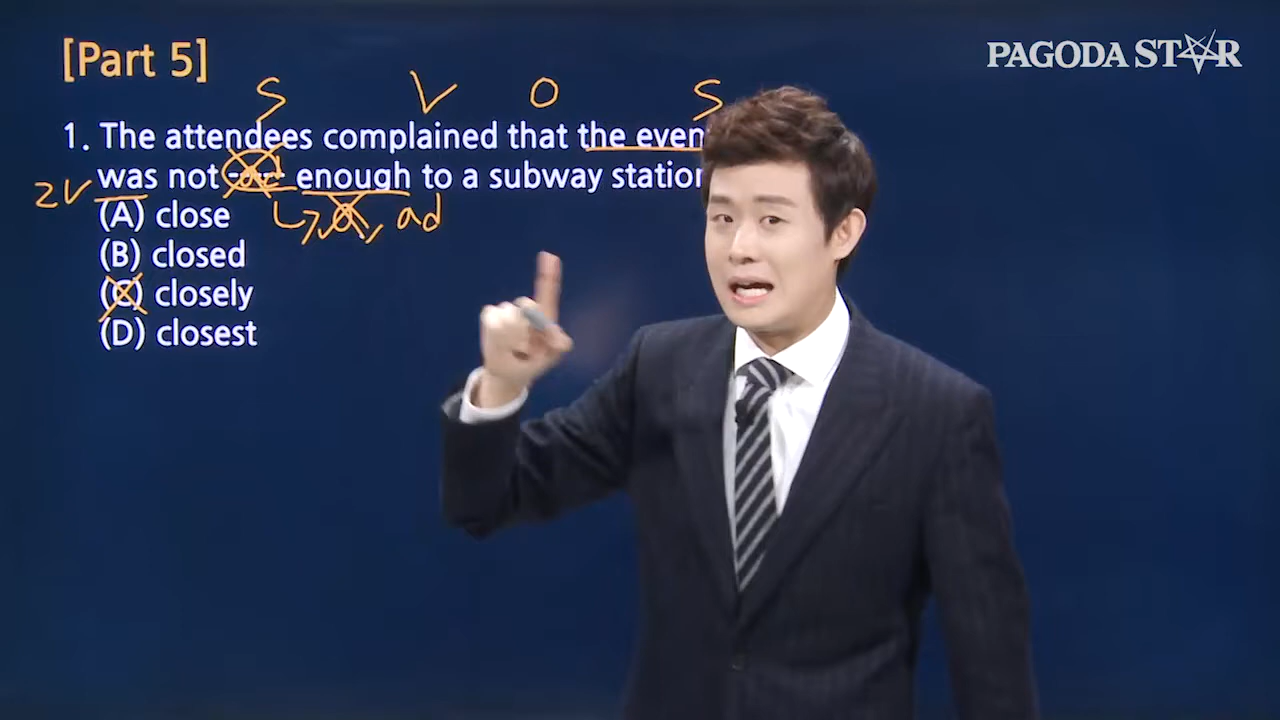 [Part 5]
PAGODA STAR
S V O S
1. The attendees complained that the even
2V was not enough to a subway station
(A) close
ad
(B) closed
(C) closely
(D) closest